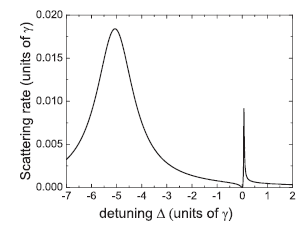 Scattering rate (units of γ)
0.020
0.015
0.010
0.005
0.000
-7 -6 -5 -4 -3 -2 -1 0 1 2
detuning Δ (units of γ)